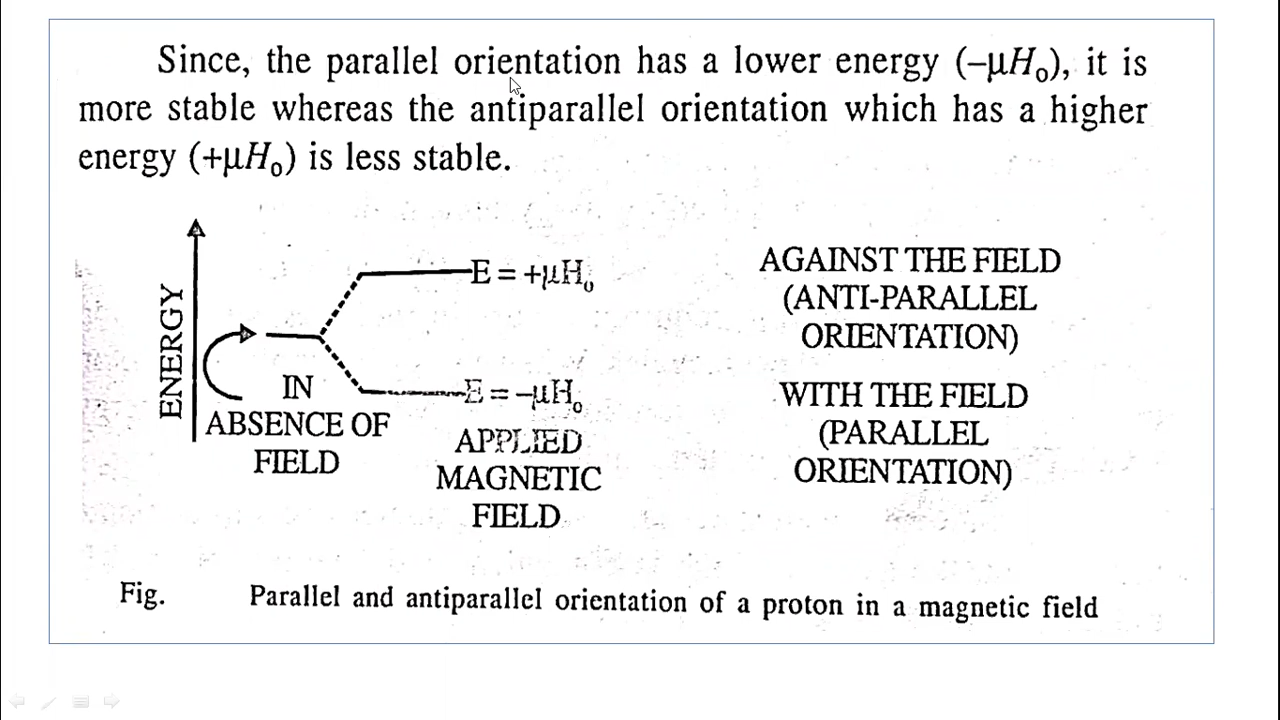 Since, the parallel orientation has a lower energy (–μH₀), it is
more stable whereas the antiparallel orientation which has a higher
energy (+μH₀) is less stable.
ENERGY
E = +μH₀
AGAINST THE FIELD
(ANTI-PARALLEL
ORIENTATION)
IN
ABSENCE OF
FIELD
E = –μH₀
APPLIED
MAGNETIC
FIELD
WITH THE FIELD
(PARALLEL
ORIENTATION)
Fig. Parallel and antiparallel orientation of a proton in a magnetic field